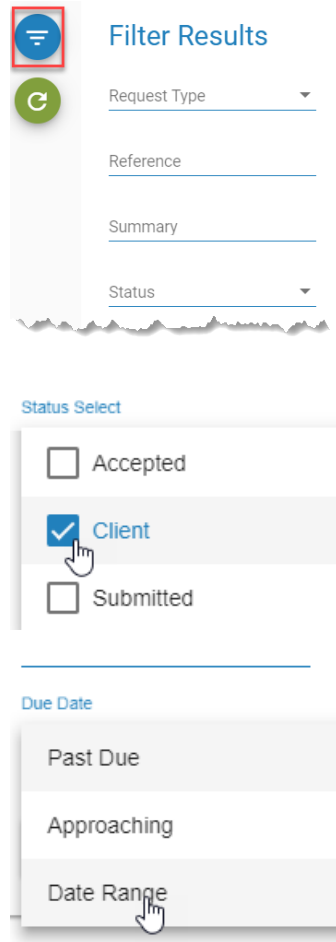 Filter Results
Request Type
Reference
Summary
Status
Status Select
Accepted
Client
Submitted
Due Date
Past Due
Approaching
Date Range